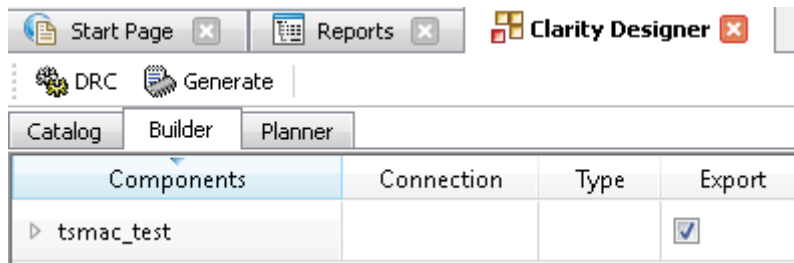 Start Page Reports Clarity Designer
DRC Generate
Catalog Builder Planner
Components Connection Type Export
tsmac_test